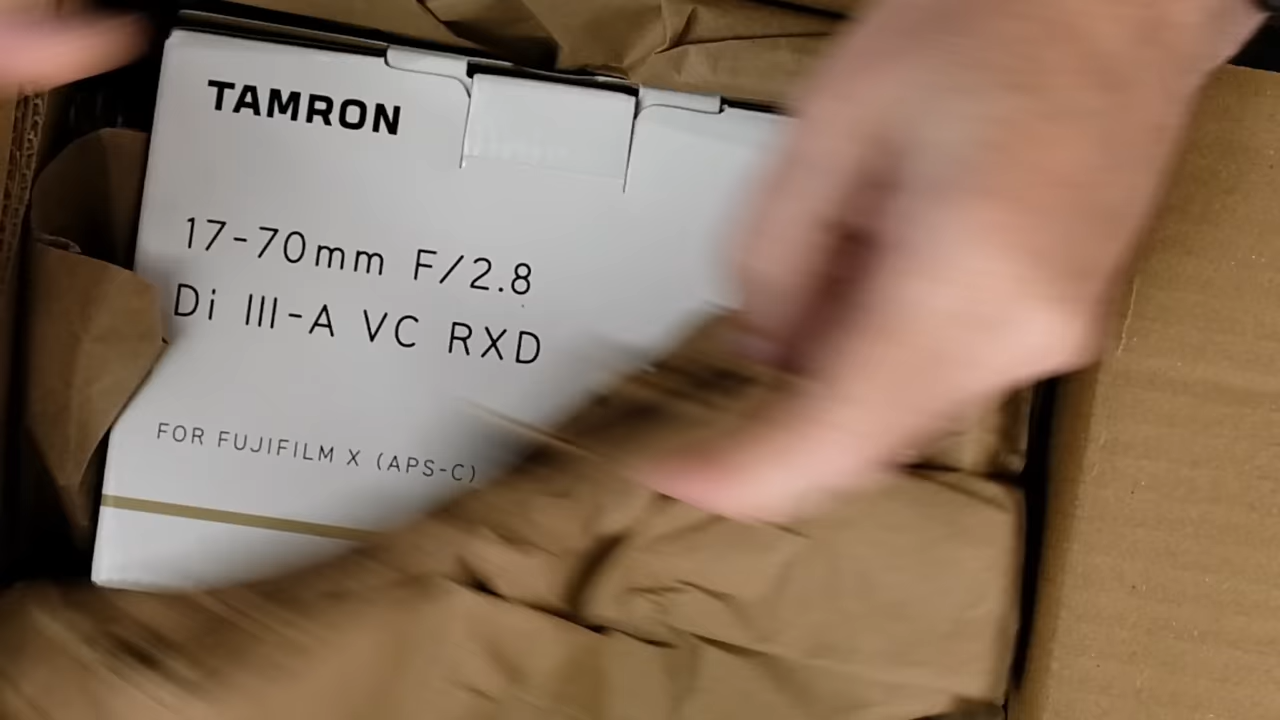 TAMRON
17-70mm F/2.8
Di III-A VC RXD
FOR FUJIFILM X (APS-C)